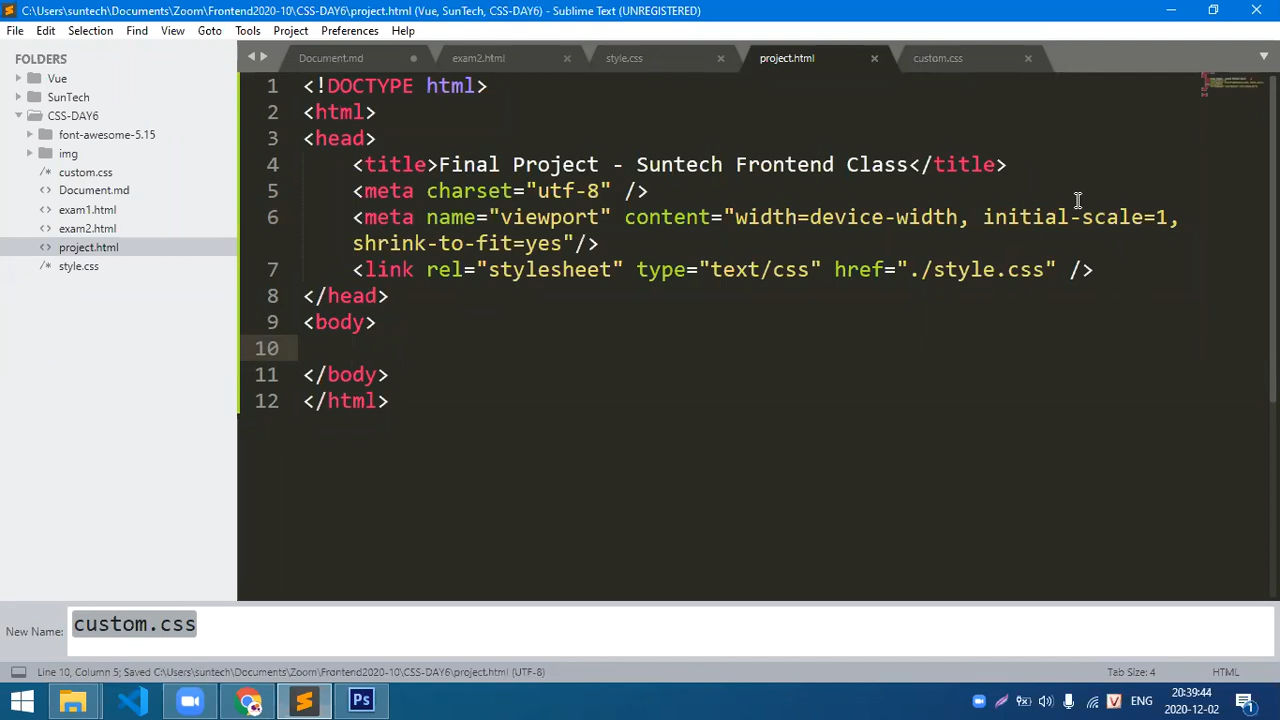 C:\Users\suntech\Documents\Zoom\Frontend2020-10\CSS-DAY6\project.html (Vue, SunTech, CSS-DAY6) - Sublime Text (UNREGISTERED)
File Edit Selection Find View Goto Tools Project Preferences Help
FOLDERS
Vue
SunTech
CSS-DAY6
font-awesome-5.15
img
custom.css
Document.md
exam1.html
exam2.html
project.html
style.css
Document.md exam2.html style.css project.html custom.css
1 <!DOCTYPE html>
2 <html>
3 <head>
4 <title>Final Project - Suntech Frontend Class</title>
5 <meta charset="utf-8" />
6 <meta name="viewport" content="width=device-width, initial-scale=1,
shrink-to-fit=yes"/>
7 <link rel="stylesheet" type="text/css" href="./style.css" />
8 </head>
9 <body>
10
11 </body>
12 </html>
New Name: custom.css
Line 10, Column 5; Saved C:\Users\suntech\Documents\Zoom\Frontend2020-10\CSS-DAY6\project.html (UTF-8) Tab Size: 4 HTML
Ps
V ENG
20:39:44
2020-12-02
1